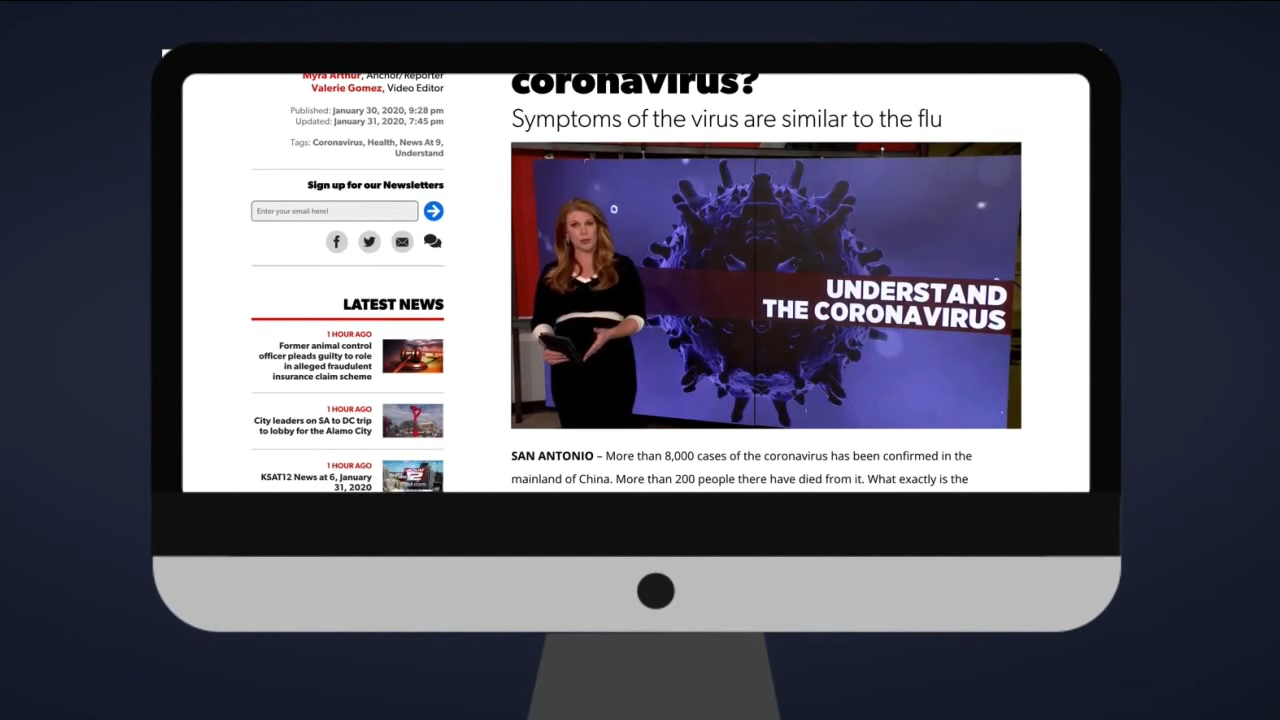 Myra Arthur, Anchor/Reporter
Valerie Gomez, Video Editor
Published: January 30, 2020, 9:28 pm
Updated: January 31, 2020, 7:45 pm
Tags: Coronavirus, Health, News At 9,
Understand
Sign up for our Newsletters
Enter your email here!
LATEST NEWS
1 HOUR AGO
Former animal control
officer pleads guilty to role
in alleged fraudulent
insurance claim scheme
1 HOUR AGO
City leaders on SA to DC trip
to lobby for the Alamo City
1 HOUR AGO
KSAT12 News at 6, January
31, 2020
coronavirus?
Symptoms of the virus are similar to the flu
UNDERSTAND
THE CORONAVIRUS
SAN ANTONIO – More than 8,000 cases of the coronavirus has been confirmed in the
mainland of China. More than 200 people there have died from it. What exactly is the